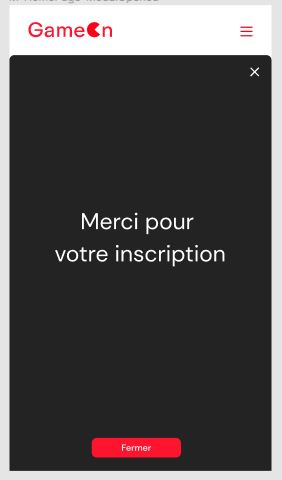 GameOn
Merci pour
votre inscription
Fermer